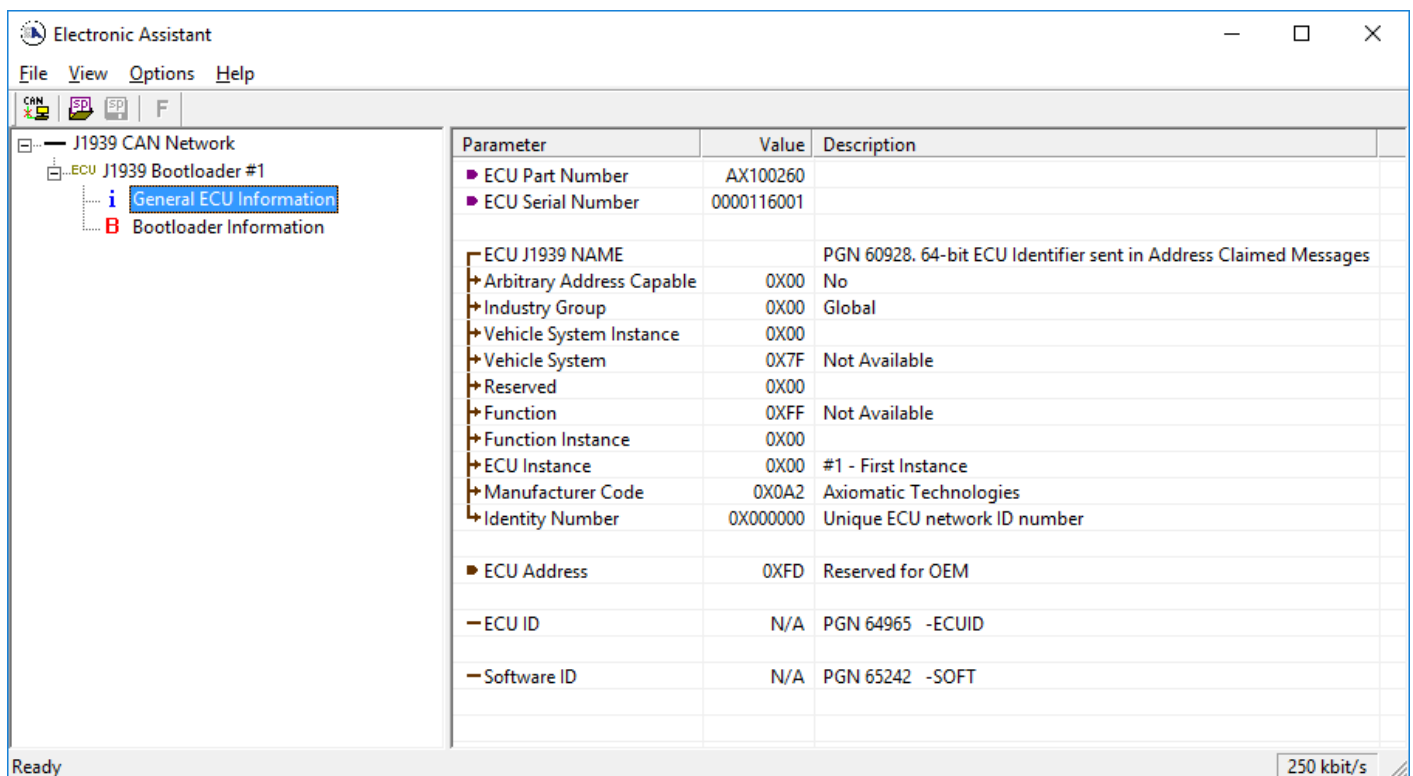 Electronic Assistant
File View Options Help
CAN SP SP F
J1939 CAN Network
ECU J1939 Bootloader #1
i General ECU Information
B Bootloader Information
Parameter Value Description
ECU Part Number AX100260
ECU Serial Number 0000116001
ECU J1939 NAME PGN 60928. 64-bit ECU Identifier sent in Address Claimed Messages
Arbitrary Address Capable 0X00 No
Industry Group 0X00 Global
Vehicle System Instance 0X00
Vehicle System 0X7F Not Available
Reserved 0X00
Function 0XFF Not Available
Function Instance 0X00
ECU Instance 0X00 #1 - First Instance
Manufacturer Code 0X0A2 Axiomatic Technologies
Identity Number 0X000000 Unique ECU network ID number
ECU Address 0XFD Reserved for OEM
ECU ID N/A PGN 64965 -ECUID
Software ID N/A PGN 65242 -SOFT
Ready 250 kbit/s